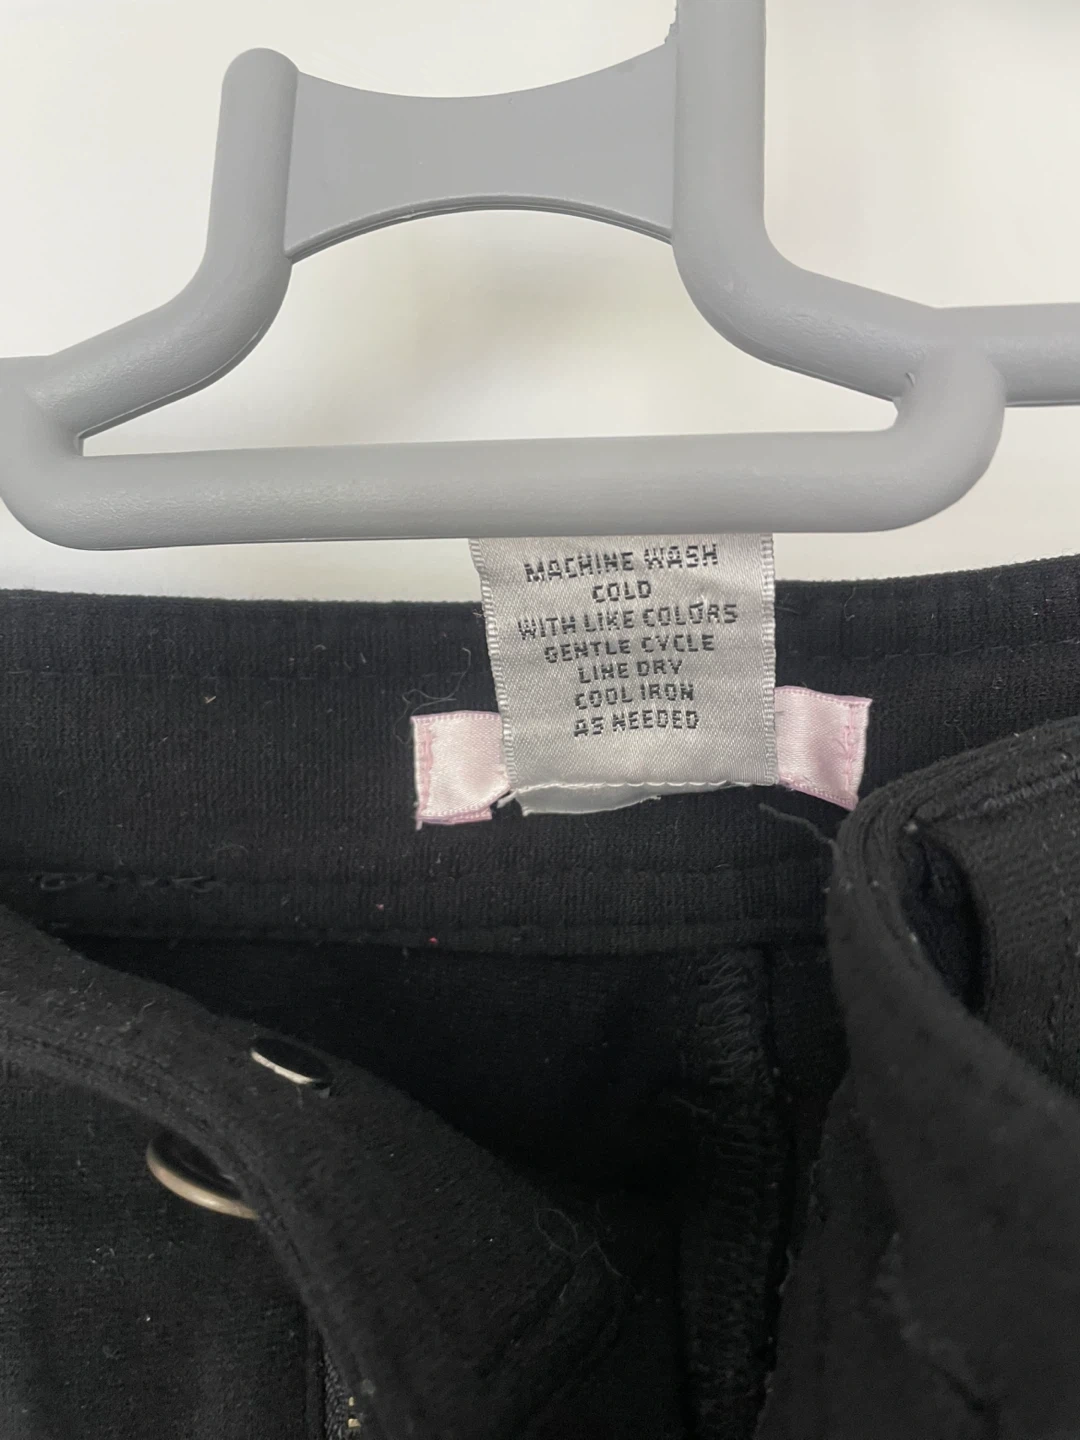 MACHINE WASH
COLD
WITH LIKE COLORS
GENTLE CYCLE
LINE DRY
COOL IRON
AS NEEDED